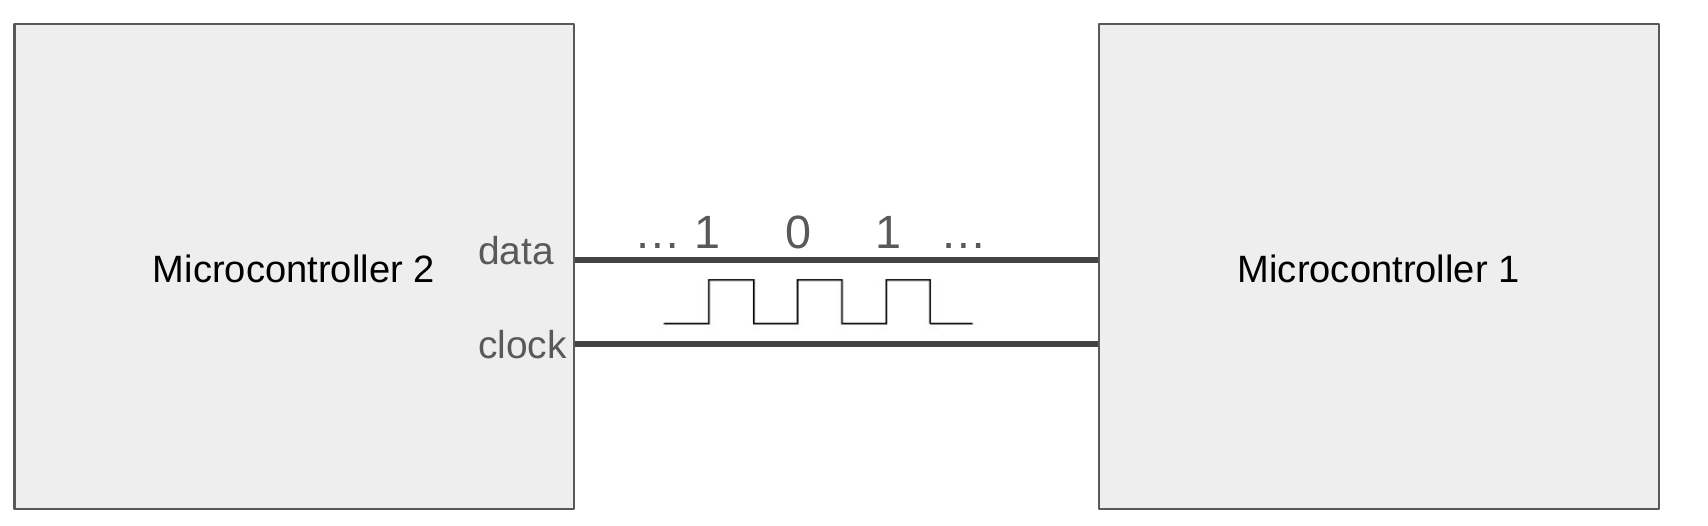 ... 1 0 1 ...
data
Microcontroller 2
Microcontroller 1
clock